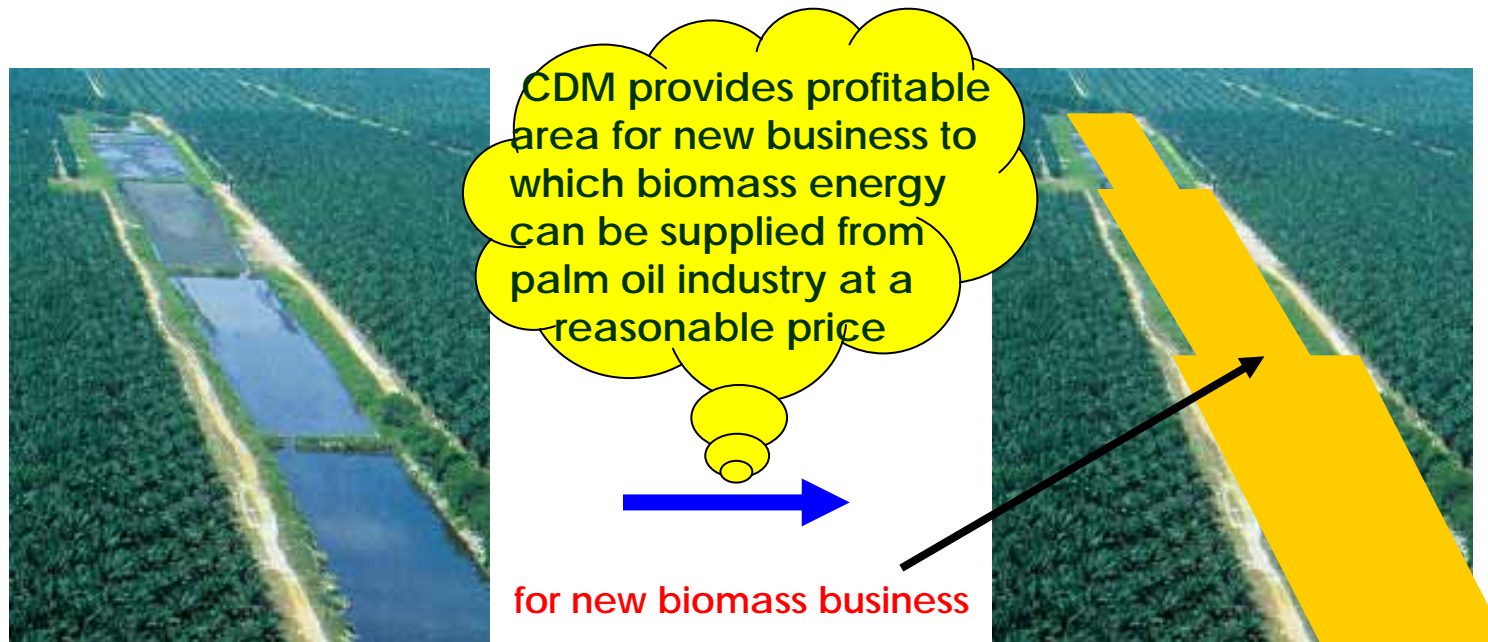 CDM provides profitable
area for new business to
which biomass energy
can be supplied from
palm oil industry at a
reasonable price
for new biomass business